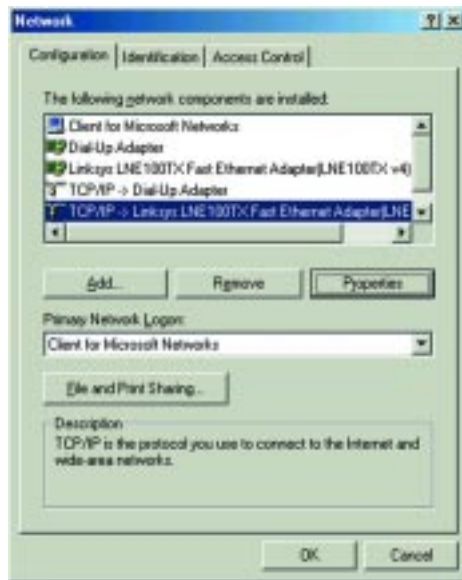 Network
Configuration Identification Access Control
The following network components are installed:
Client for Microsoft Networks
Dial-Up Adapter
Linksys LNE100TX Fast Ethernet Adapter(LNE100TX v4)
TCP/IP -> Dial-Up Adapter
TCP/IP -> Linksys LNE100TX Fast Ethernet Adapter(LNE
Add... Remove Properties
Primary Network Logon:
Client for Microsoft Networks
File and Print Sharing...
Description
TCP/IP is the protocol you use to connect to the Internet and
wide-area networks.
OK Cancel